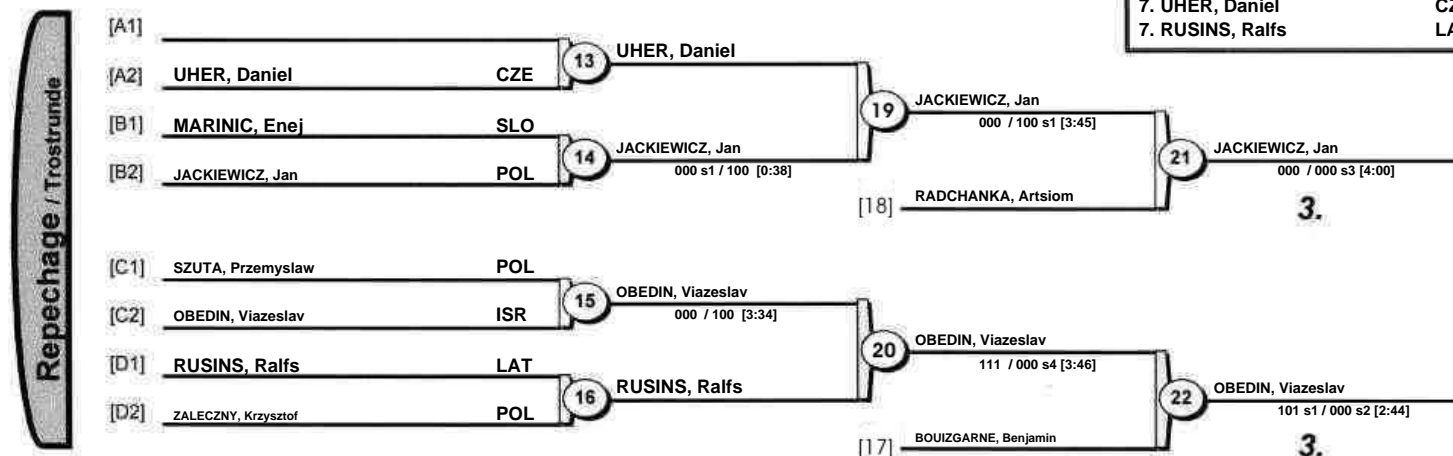 7. UHER, Daniel CZ
7. RUSINS, Ralfs LA
Repechage / Trostrunde
[A1]
[A2] UHER, Daniel CZE
13 UHER, Daniel
[B1] MARINIC, Enej SLO
[B2] JACKIEWICZ, Jan POL
14 JACKIEWICZ, Jan
000 s1 / 100 [0:38]
19 JACKIEWICZ, Jan
000 / 100 s1 [3:45]
[18] RADCHANKA, Artsiom
21 JACKIEWICZ, Jan
000 / 000 s3 [4:00]
3.
[C1] SZUTA, Przemyslaw POL
[C2] OBEDIN, Viazeslav ISR
15 OBEDIN, Viazeslav
000 / 100 [3:34]
[D1] RUSINS, Ralfs LAT
[D2] ZALECZNY, Krzysztof POL
16 RUSINS, Ralfs
20 OBEDIN, Viazeslav
111 / 000 s4 [3:46]
[17] BOUIZGARNE, Benjamin
22 OBEDIN, Viazeslav
101 s1 / 000 s2 [2:44]
3.